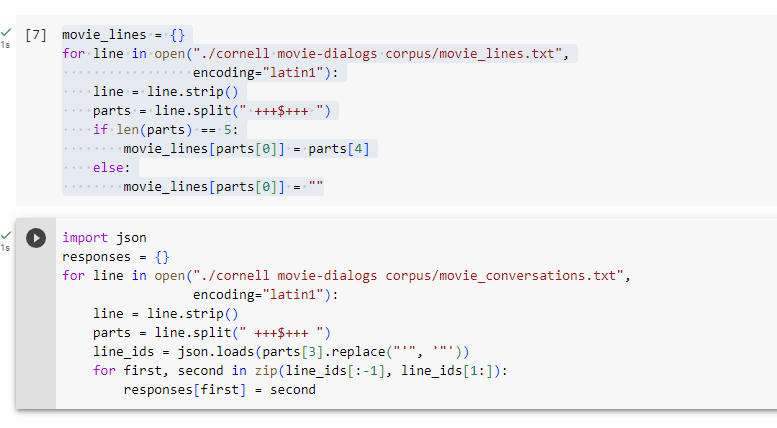 [7] movie_lines = {}
for line in open("./cornell movie-dialogs corpus/movie_lines.txt",
                 encoding="latin1"):
    line = line.strip()
    parts = line.split(" +++$+++ ")
    if len(parts) == 5:
        movie_lines[parts[0]] = parts[4]
    else:
        movie_lines[parts[0]] = ""
1s
import json
responses = {}
for line in open("./cornell movie-dialogs corpus/movie_conversations.txt",
                 encoding="latin1"):
    line = line.strip()
    parts = line.split(" +++$+++ ")
    line_ids = json.loads(parts[3].replace("'", '"'))
    for first, second in zip(line_ids[:-1], line_ids[1:]):
        responses[first] = second
1s